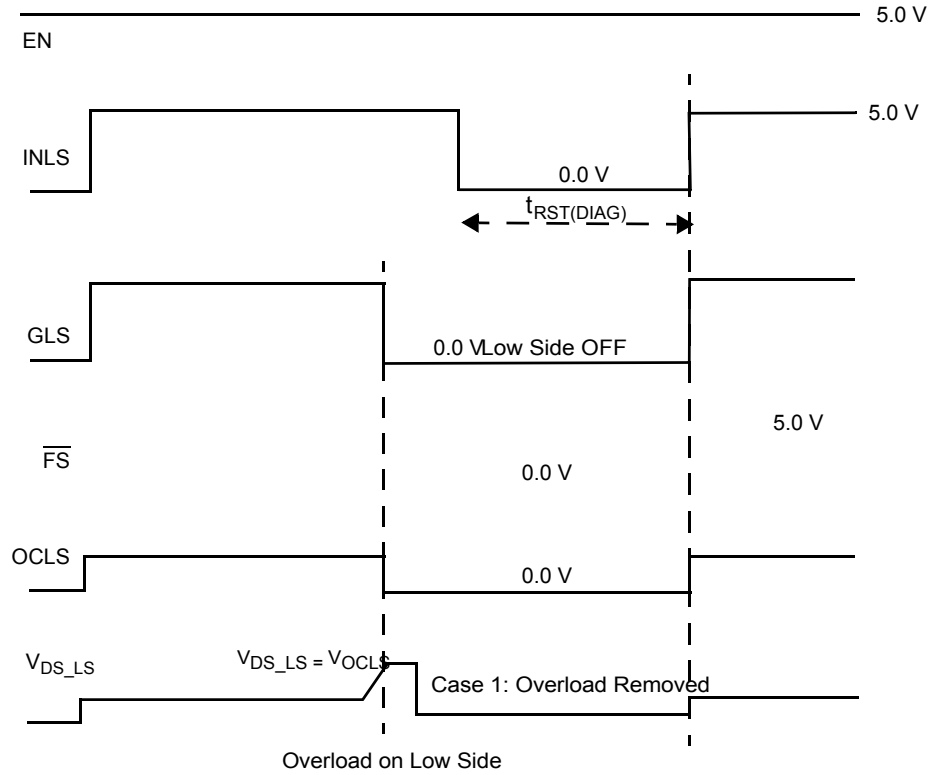 5.0 V
EN
5.0 V
INLS
0.0 V
tRST(DIAG)
GLS
0.0 VLow Side OFF
5.0 V
FS
0.0 V
OCLS
0.0 V
VDS_LS
VDS_LS = VOCLS
Case 1: Overload Removed
Overload on Low Side